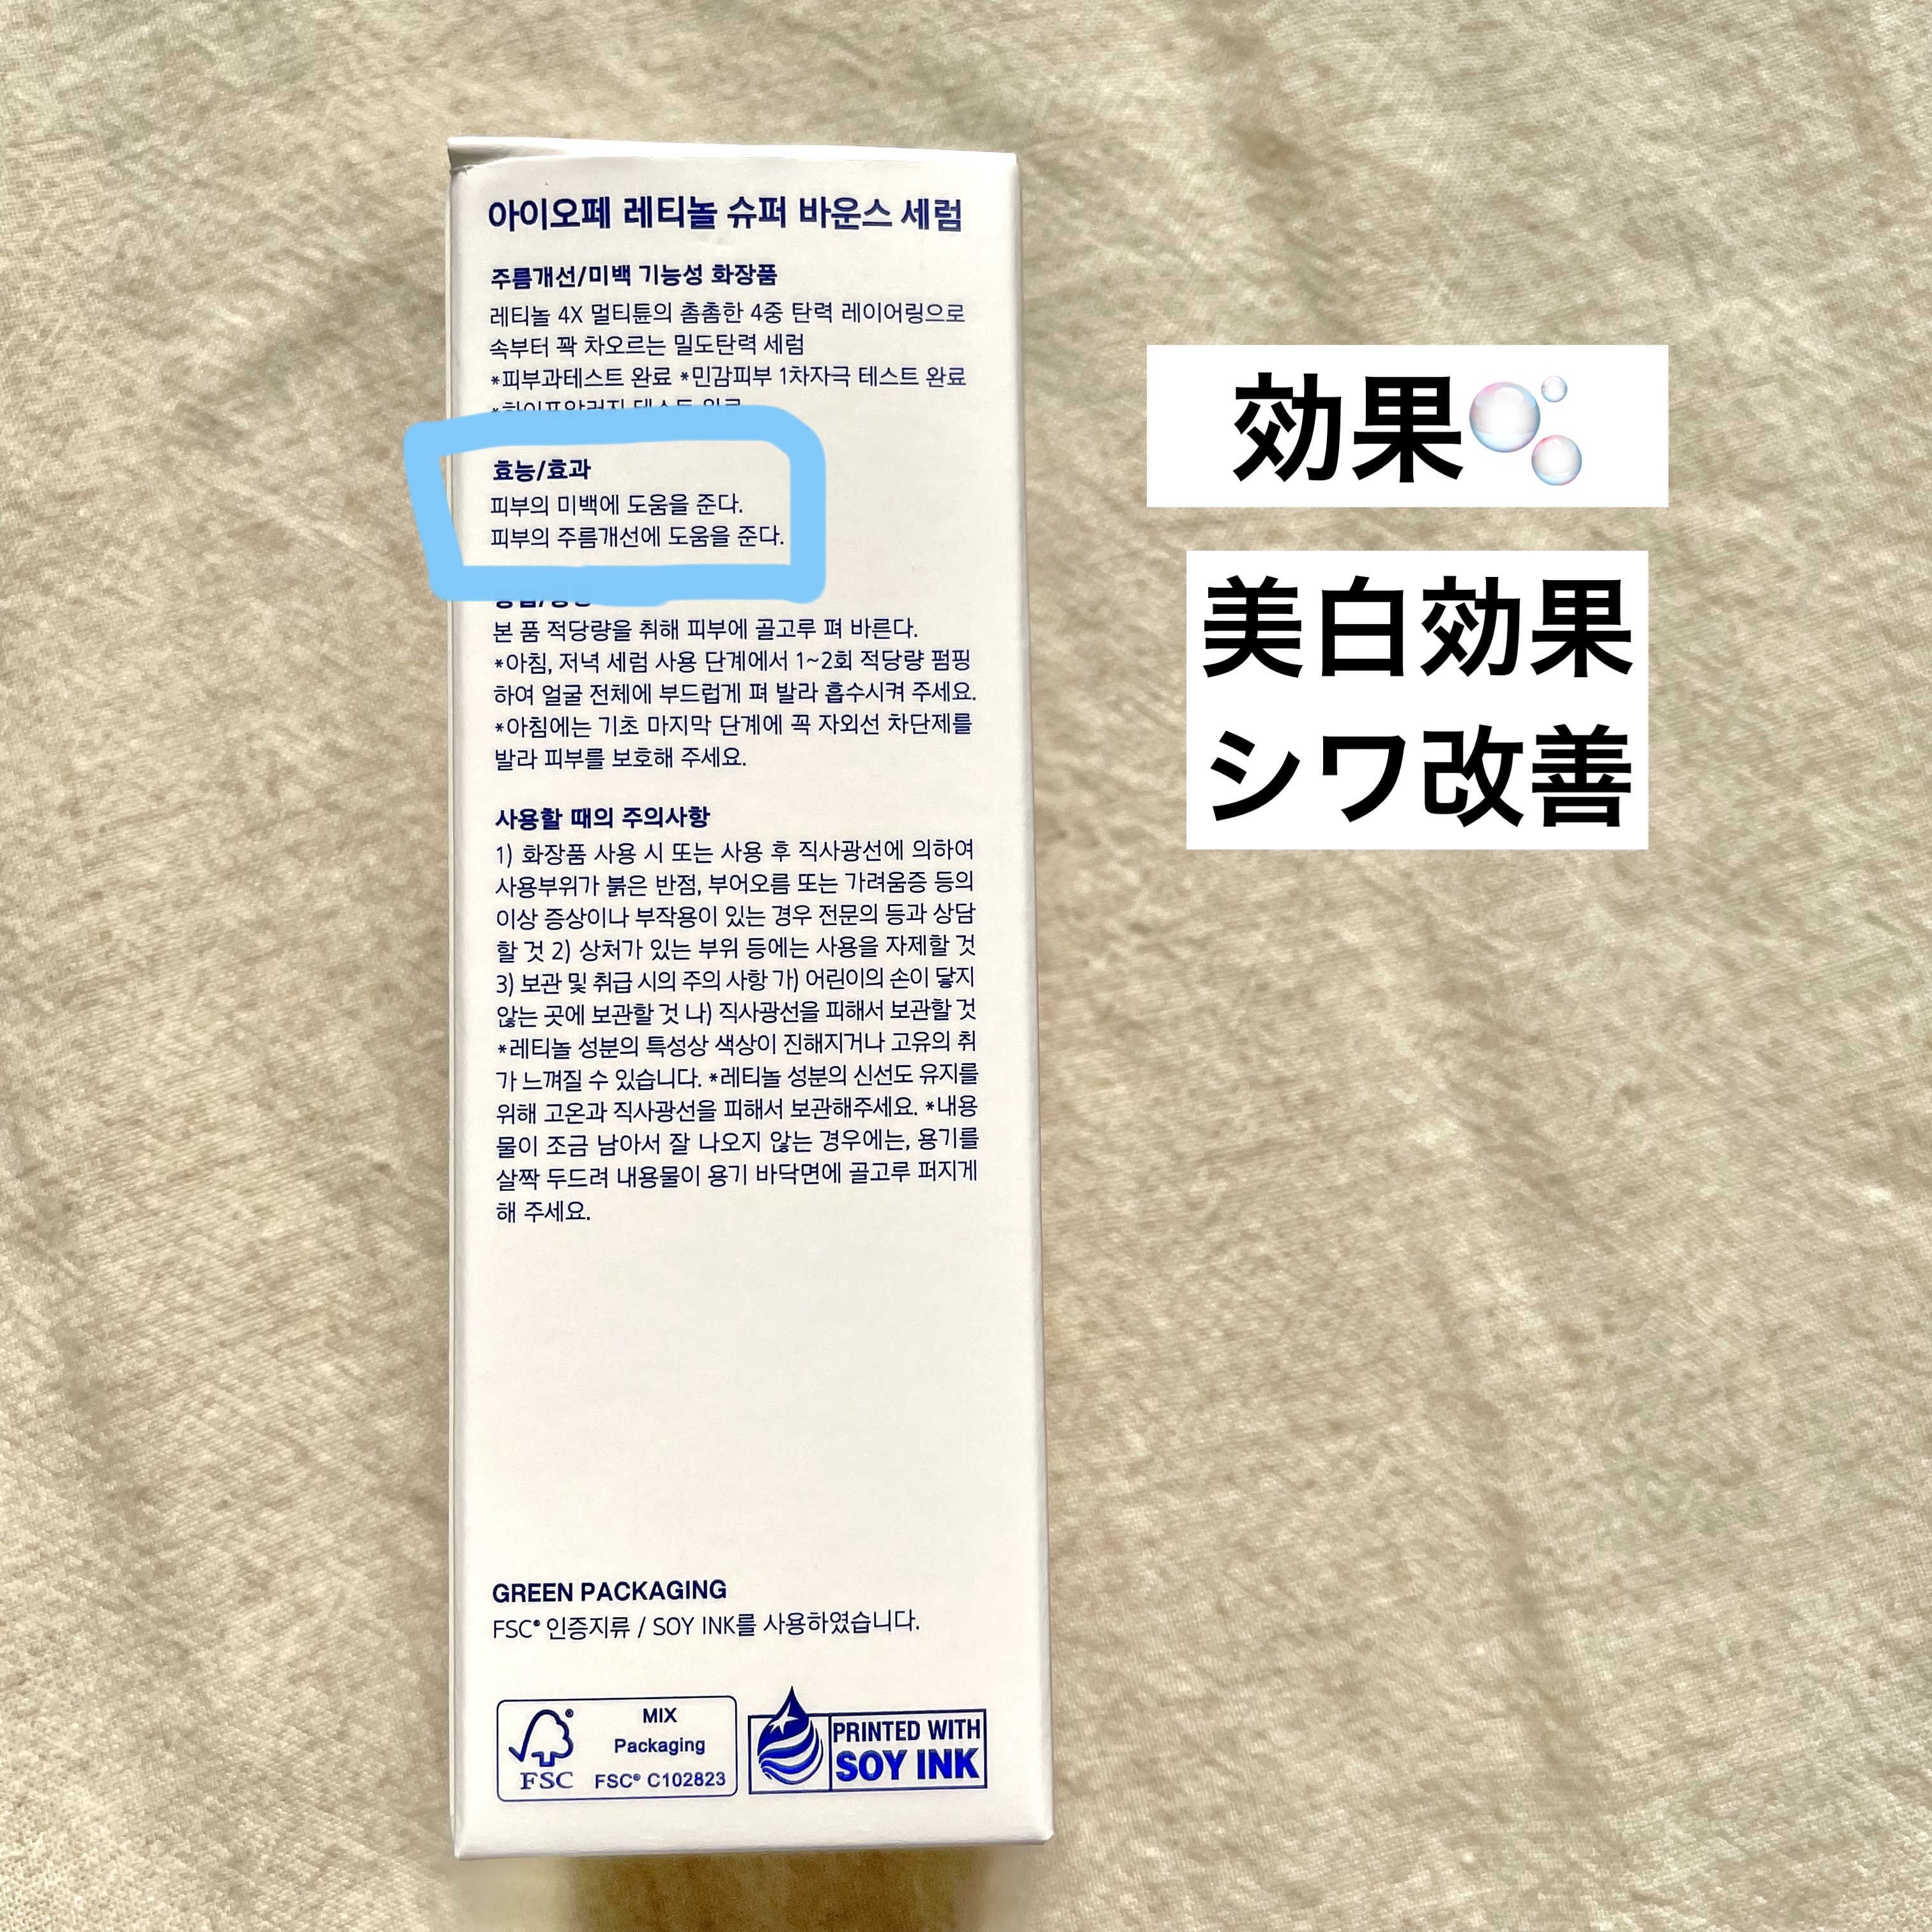 아이오페 레티놀 슈퍼 바운스 세럼
주름개선/미백 기능성 화장품
레티놀 4X 멀티튠의 촘촘한 4중 탄력 레이어링으로
속부터 꽉 차오르는 밀도탄력 세럼
*피부과테스트 완료 *민감피부 1차자극 테스트 완료
효능/효과
피부의 미백에 도움을 준다.
피부의 주름개선에 도움을 준다.
본 품 적당량을 취해 피부에 골고루 펴 바른다.
*아침, 저녁 세럼 사용 단계에서 1~2회 적당량 펌핑
하여 얼굴 전체에 부드럽게 펴 발라 흡수시켜 주세요.
*아침에는 기초 마지막 단계에 꼭 자외선 차단제를
발라 피부를 보호해 주세요.
사용할 때의 주의사항
1) 화장품 사용 시 또는 사용 후 직사광선에 의하여
사용부위가 붉은 반점, 부어오름 또는 가려움증 등의
이상 증상이나 부작용이 있는 경우 전문의 등과 상담
할 것 2) 상처가 있는 부위 등에는 사용을 자제할 것
3) 보관 및 취급 시의 주의 사항 가) 어린이의 손이 닿지
않는 곳에 보관할 것 나) 직사광선을 피해서 보관할 것
*레티놀 성분의 특성상 색상이 진해지거나 고유의 취
가 느껴질 수 있습니다. *레티놀 성분의 신선도 유지를
위해 고온과 직사광선을 피해서 보관해주세요. *내용
물이 조금 남아서 잘 나오지 않는 경우에는, 용기를
살짝 두드려 내용물이 용기 바닥면에 골고루 퍼지게
해 주세요.
GREEN PACKAGING
FSC® 인증지류 / SOY INK를 사용하였습니다.
FSC
MIX
Packaging
FSC® C102823
PRINTED WITH
SOY INK
効果🫧
美白効果
シワ改善